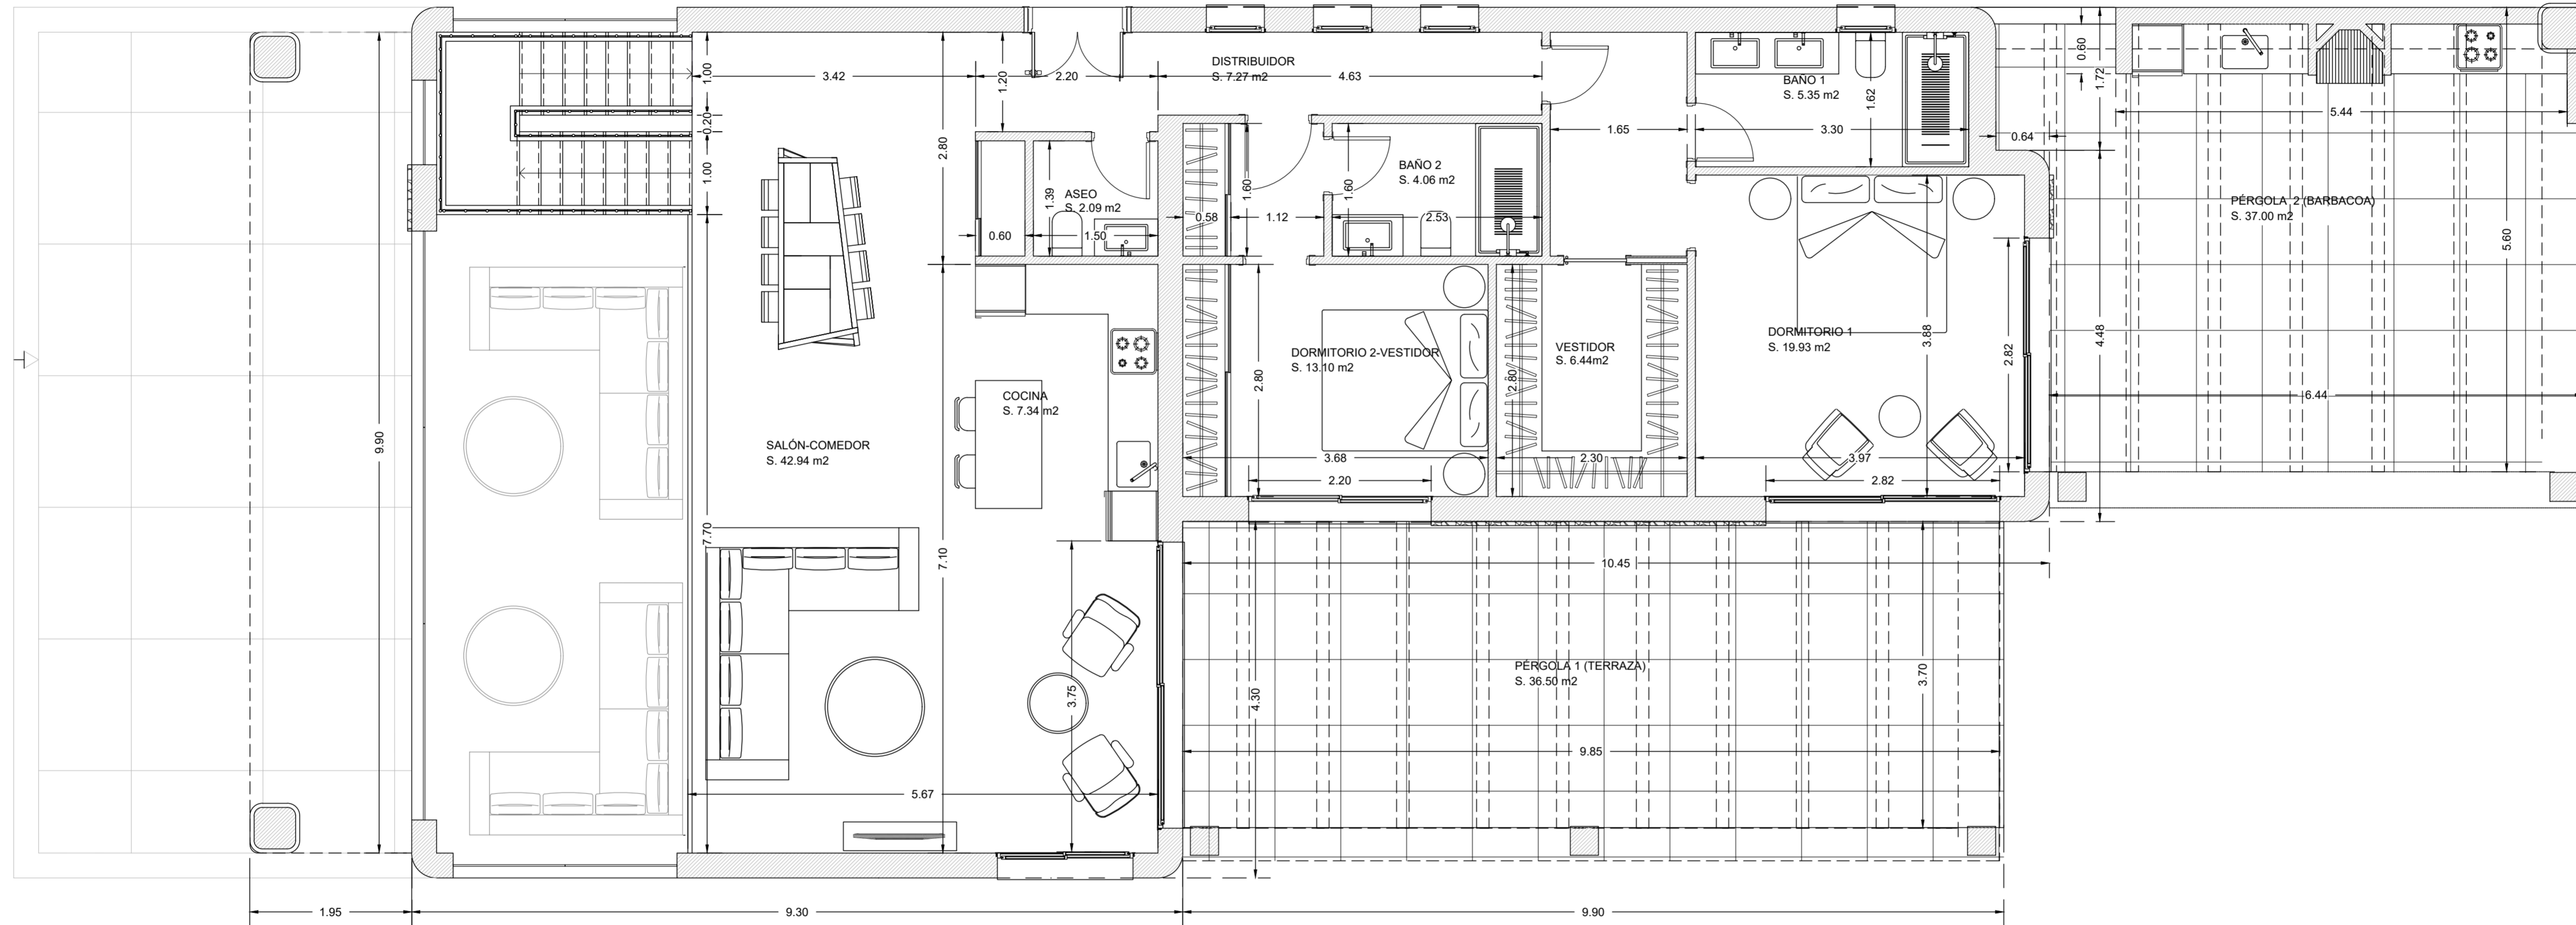 DISTRIBUIDOR
S. 7.27 m2
3.42
2.20
4.63
1.00
1.20
0.20
1.00
2.80
BAÑO 1
S. 5.35 m2
1.62
1.65
3.30
0.60
1.72
5.44
0.64
ASEO
S. 2.09 m2
1.39
0.60
1.50
BAÑO 2
S. 4.06 m2
1.60
1.60
0.58
1.12
2.53
PÉRGOLA 2 (BARBACOA)
S. 37.00 m2
5.60
4.48
6.44
DORMITORIO 1
S. 19.93 m2
3.88
2.82
3.97
2.82
VESTIDOR
S. 6.44m2
2.80
2.30
DORMITORIO 2-VESTIDOR
S. 13.10 m2
2.80
3.68
2.20
COCINA
S. 7.34 m2
SALÓN-COMEDOR
S. 42.94 m2
9.90
7.70
7.10
3.75
5.67
10.45
PÉRGOLA 1 (TERRAZA)
S. 36.50 m2
4.30
3.70
9.85
1.95
9.30
9.90